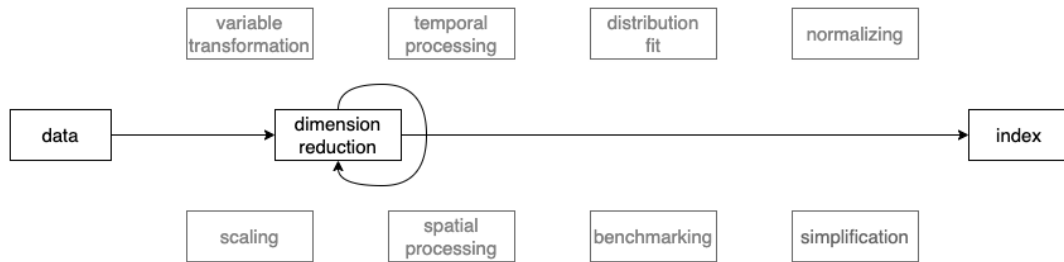 variable
transformation
temporal
processing
distribution
fit
normalizing
data
dimension
reduction
index
scaling
spatial
processing
benchmarking
simplification